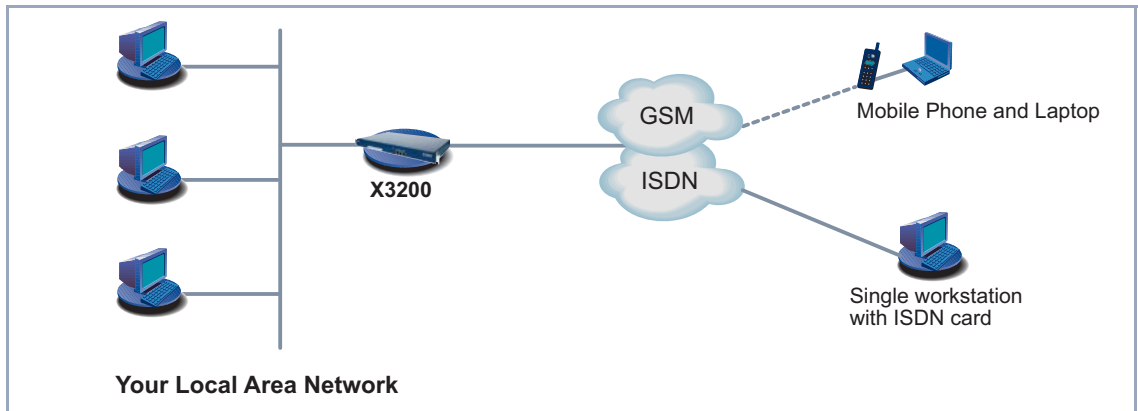 GSM
Mobile Phone and Laptop
ISDN
X3200
Single workstation
with ISDN card
Your Local Area Network